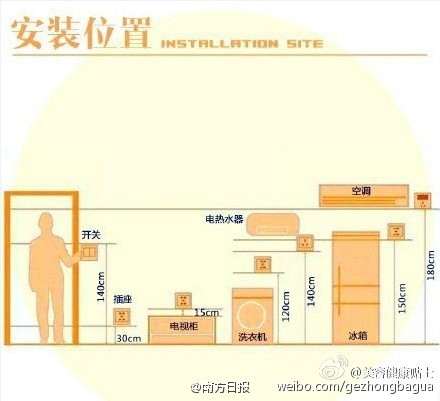 安装位置 INSTALLATION SITE
空调
电热水器
开关
插座
140cm
30cm
15cm
电视柜
洗衣机
120cm
140cm
冰箱
150cm
180cm
@美容健康贴士
@南方日报 weibo.com/gezhongbagua